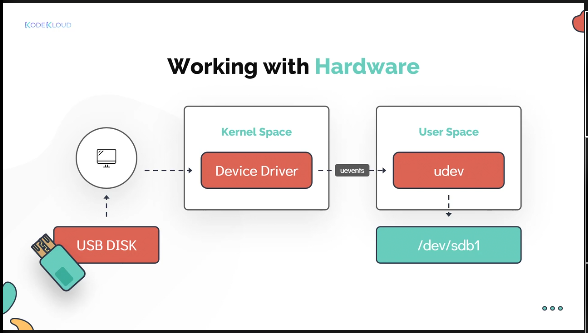 KODEKLOUD
Working with Hardware
Kernel Space
User Space
Device Driver
uevents
udev
USB DISK
/dev/sdb1